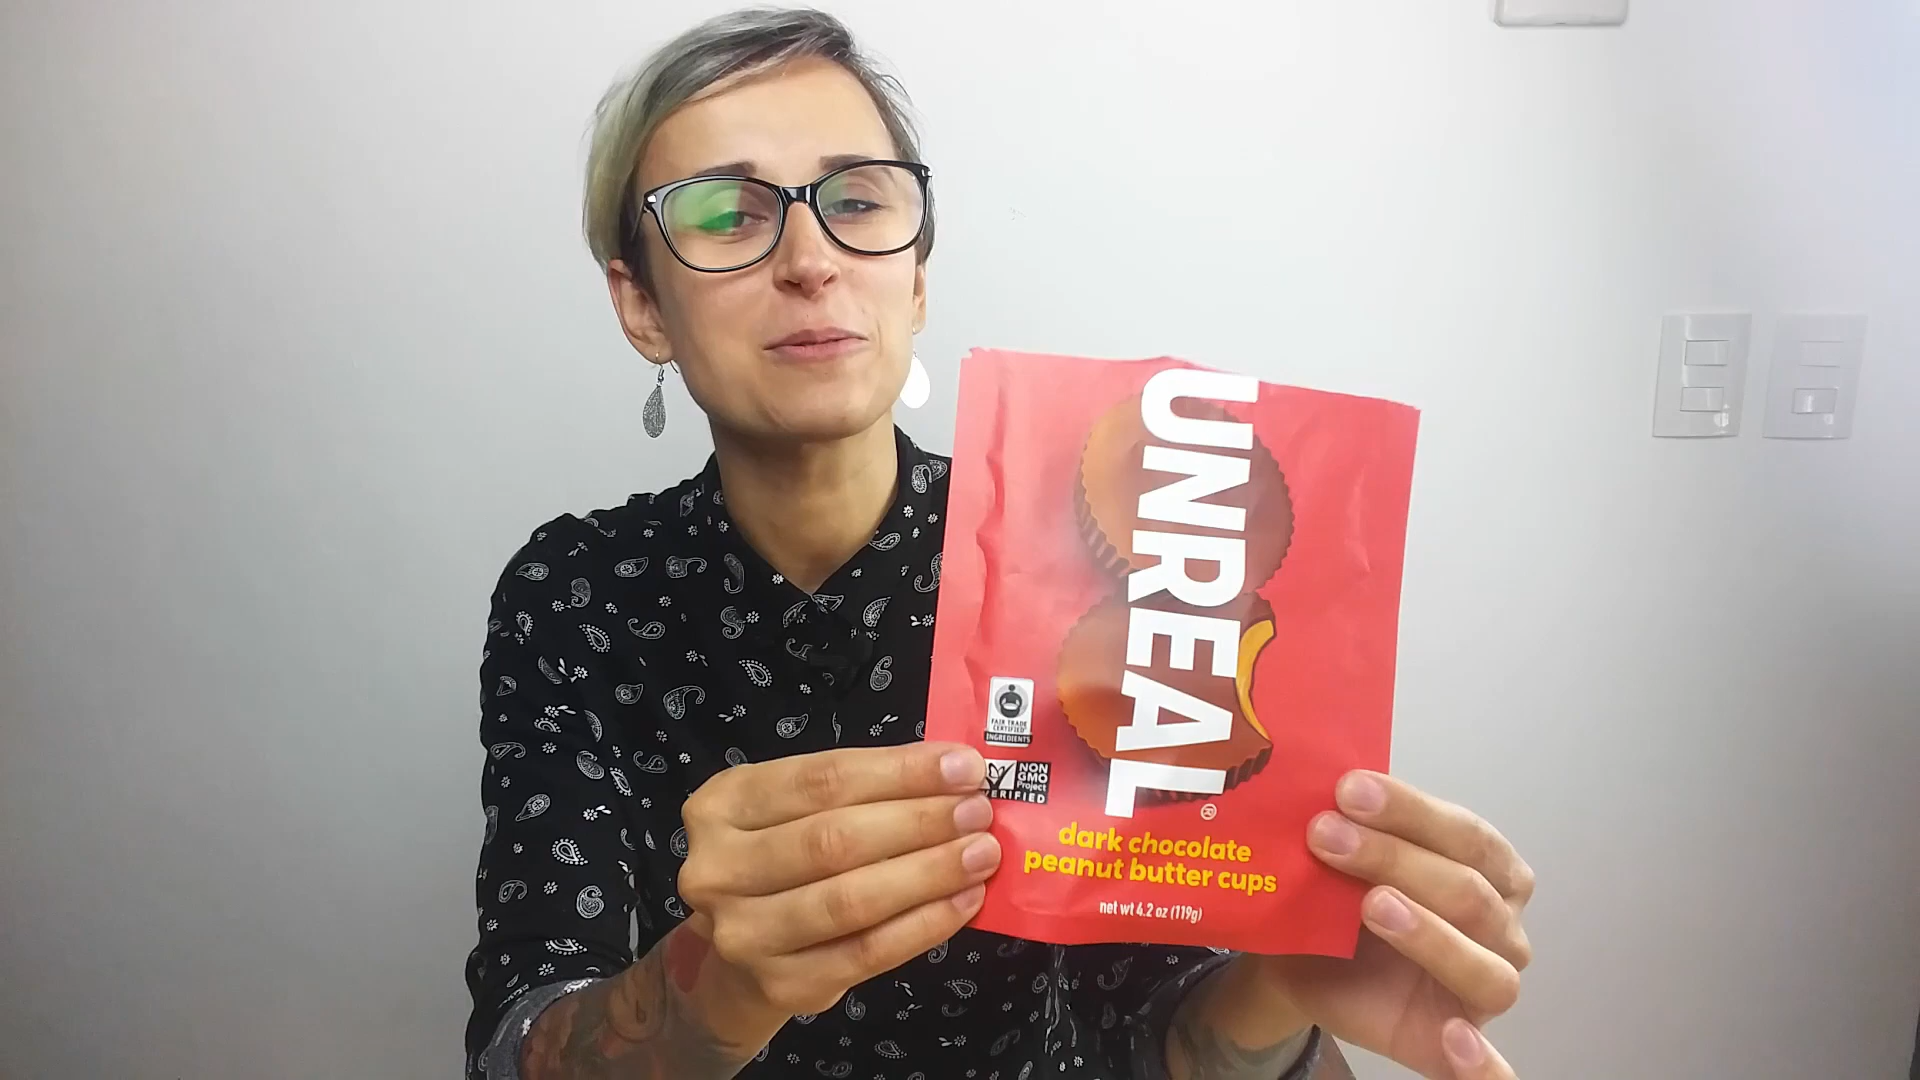 UNREAL®
FAIR TRADE
CERTIFIED
INGREDIENTS
NON
GMO
Project
VERIFIED
dark chocolate
peanut butter cups
net wt 4.2 oz (119g)